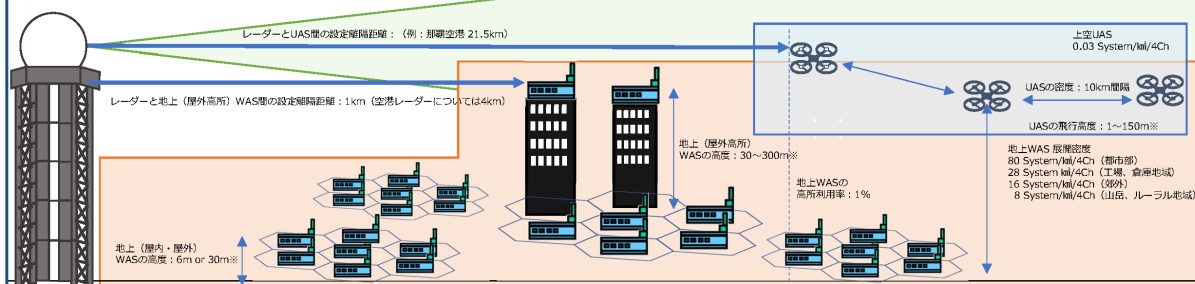 レーダーとUAS間の設定離隔距離：（例：那覇空港 21.5km）
上空UAS
0.03 System/k㎡/4Ch
レーダーと地上（屋外高所）WAS間の設定離隔距離：1km（空港レーダーについては4km）
UASの密度：10km間隔
UASの飛行高度：1～150m※
地上（屋外高所）
WASの高度：30～300m※
地上WASの
高所利用率：1%
地上WAS 展開密度
80 System/k㎡/4Ch（都市部）
28 System/k㎡/4Ch（工場、倉庫地域）
16 System/k㎡/4Ch（郊外）
8 System/k㎡/4Ch（山岳、ルーラル地域）
地上（屋内・屋外）
WASの高度：6m or 30m※